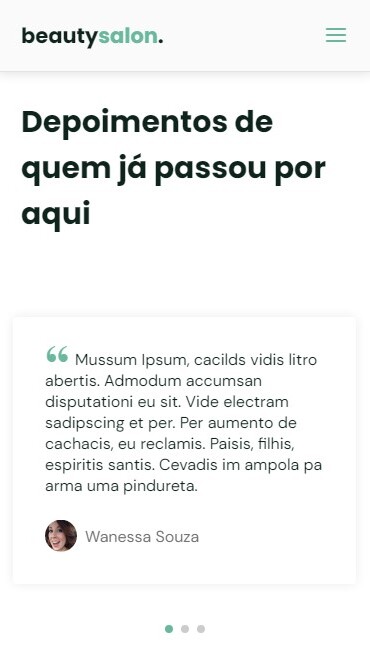 beautysalon.
Depoimentos de
quem já passou por
aqui
“ Mussum Ipsum, cacilds vidis litro
abertis. Admodum accumsan
disputationi eu sit. Vide electram
sadipscing et per. Per aumento de
cachacis, eu reclamis. Paisis, filhis,
espiritis santis. Cevadis im ampola pa
arma uma pindureta.
Wanessa Souza